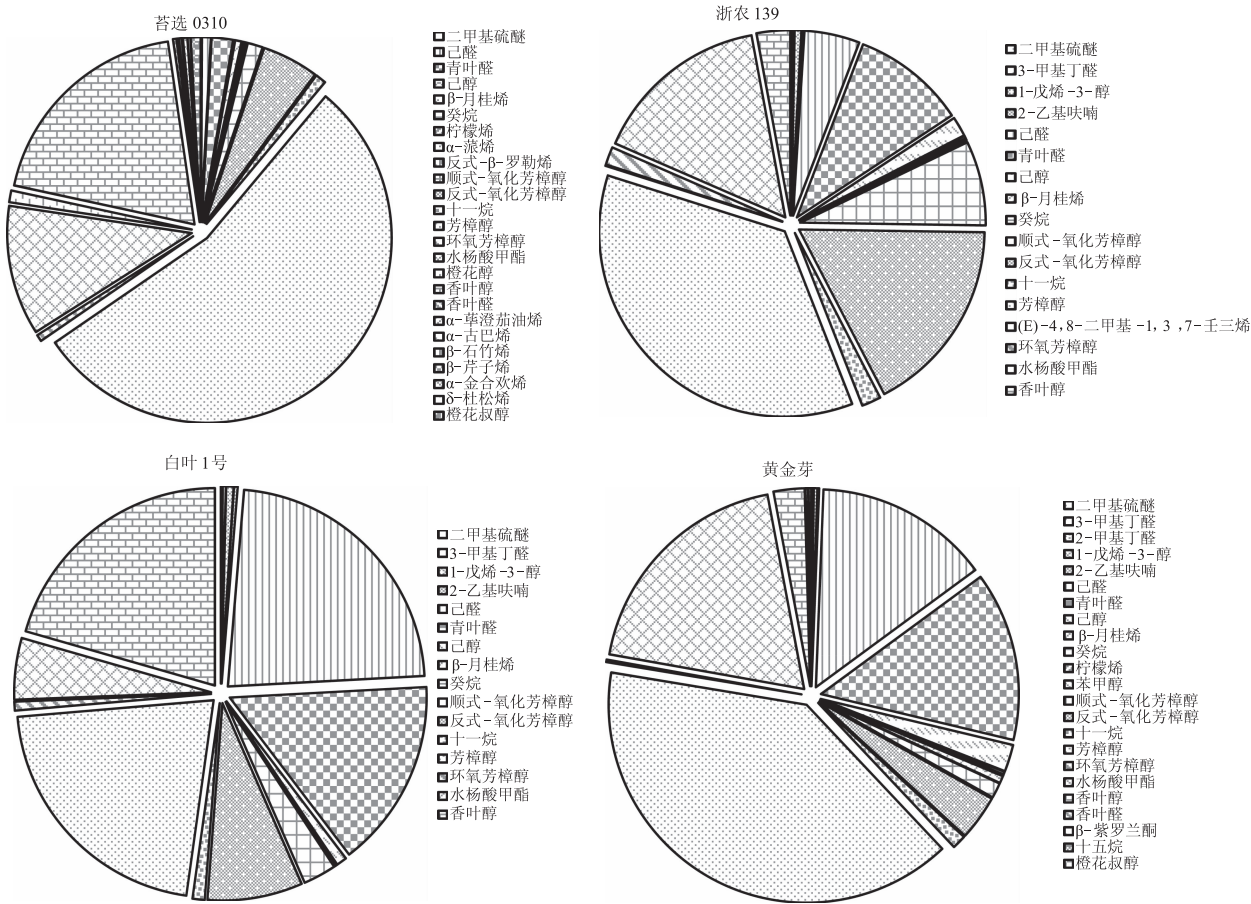 苔选 0310
二甲基硫醚
己醛
青叶醛
己醇
β-月桂烯
癸烷
柠檬烯
α-蒎烯
反式-β-罗勒烯
顺式-氧化芳樟醇
反式-氧化芳樟醇
十一烷
芳樟醇
环氧芳樟醇
水杨酸甲酯
橙花醇
香叶醇
香叶醛
α-荜澄茄油烯
α-古巴烯
β-石竹烯
β-芹子烯
α-金合欢烯
δ-杜松烯
橙花叔醇
浙农 139
二甲基硫醚
3-甲基丁醛
1-戊烯-3-醇
2-乙基呋喃
己醛
青叶醛
己醇
β-月桂烯
癸烷
顺式-氧化芳樟醇
反式-氧化芳樟醇
十一烷
芳樟醇
(E)-4,8-二甲基-1, 3 ,7-壬三烯
环氧芳樟醇
水杨酸甲酯
香叶醇
白叶 1 号
二甲基硫醚
3-甲基丁醛
1-戊烯-3-醇
2-乙基呋喃
己醛
青叶醛
己醇
β-月桂烯
癸烷
顺式-氧化芳樟醇
反式-氧化芳樟醇
十一烷
芳樟醇
环氧芳樟醇
水杨酸甲酯
香叶醇
黄金芽
二甲基硫醚
3-甲基丁醛
2-甲基丁醛
1-戊烯-3-醇
2-乙基呋喃
己醛
青叶醛
己醇
β-月桂烯
癸烷
柠檬烯
苯甲醇
顺式-氧化芳樟醇
反式-氧化芳樟醇
十一烷
芳樟醇
环氧芳樟醇
水杨酸甲酯
香叶醇
香叶醛
β-紫罗兰酮
十五烷
橙花叔醇